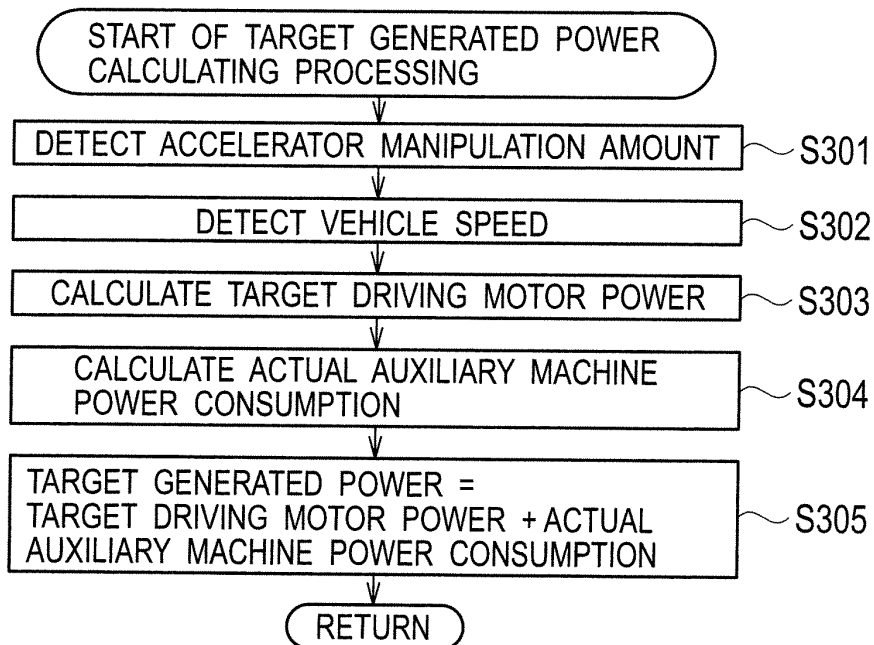 START OF TARGET GENERATED POWER
CALCULATING PROCESSING
DETECT ACCELERATOR MANIPULATION AMOUNT
S301
DETECT VEHICLE SPEED
S302
CALCULATE TARGET DRIVING MOTOR POWER
S303
CALCULATE ACTUAL AUXILIARY MACHINE
POWER CONSUMPTION
S304
TARGET GENERATED POWER =
TARGET DRIVING MOTOR POWER + ACTUAL
AUXILIARY MACHINE POWER CONSUMPTION
S305
RETURN